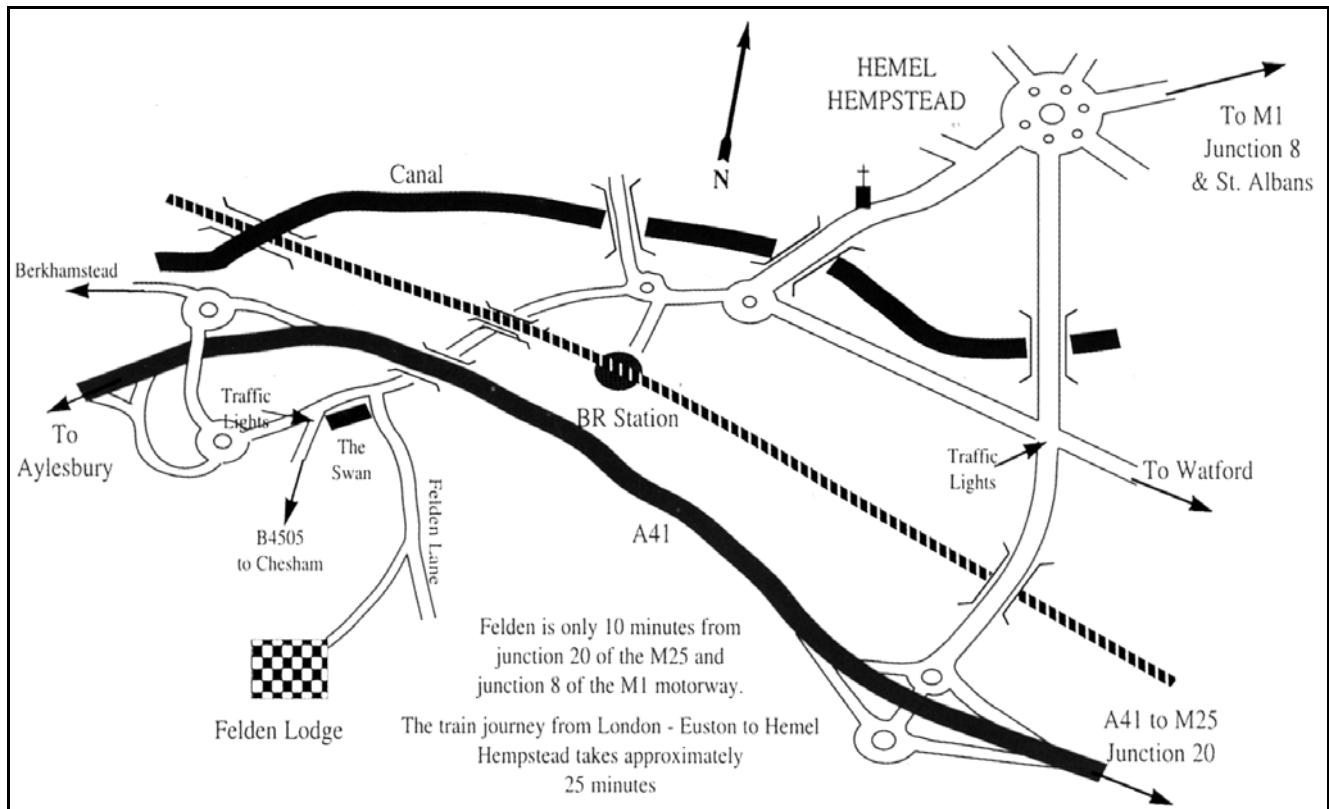 HEMEL
HEMPSTEAD
To M1
Junction 8
& St. Albans
N
Canal
Berkhamstead
To
Aylesbury
Traffic
Lights
The
Swan
BR Station
B4505
to Chesham
Felden Lane
A41
Traffic
Lights
To Watford
Felden is only 10 minutes from
junction 20 of the M25 and
junction 8 of the M1 motorway.
Felden Lodge
The train journey from London - Euston to Hemel
Hempstead takes approximately
25 minutes
A41 to M25
Junction 20